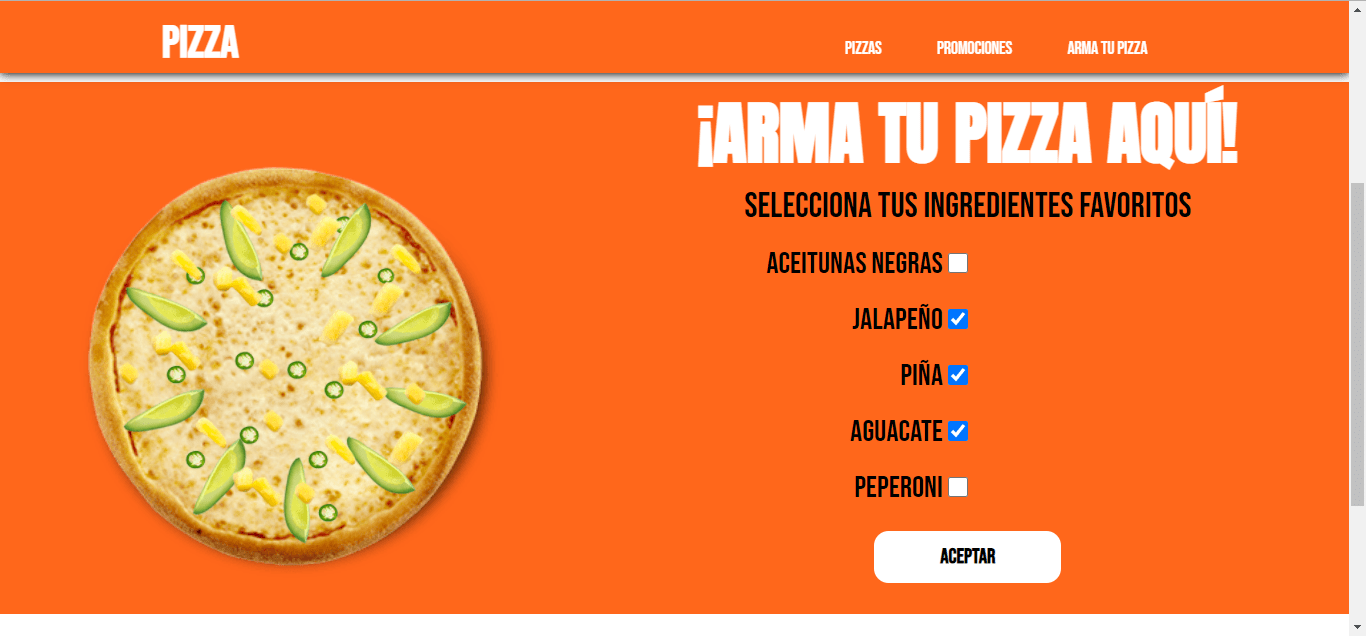 PIZZA
PIZZAS PROMOCIONES ARMA TU PIZZA
¡ARMA TU PIZZA AQUÍ!
SELECCIONA TUS INGREDIENTES FAVORITOS
ACEITUNAS NEGRAS
JALAPEÑO
PIÑA
AGUACATE
PEPERONI
ACEPTAR